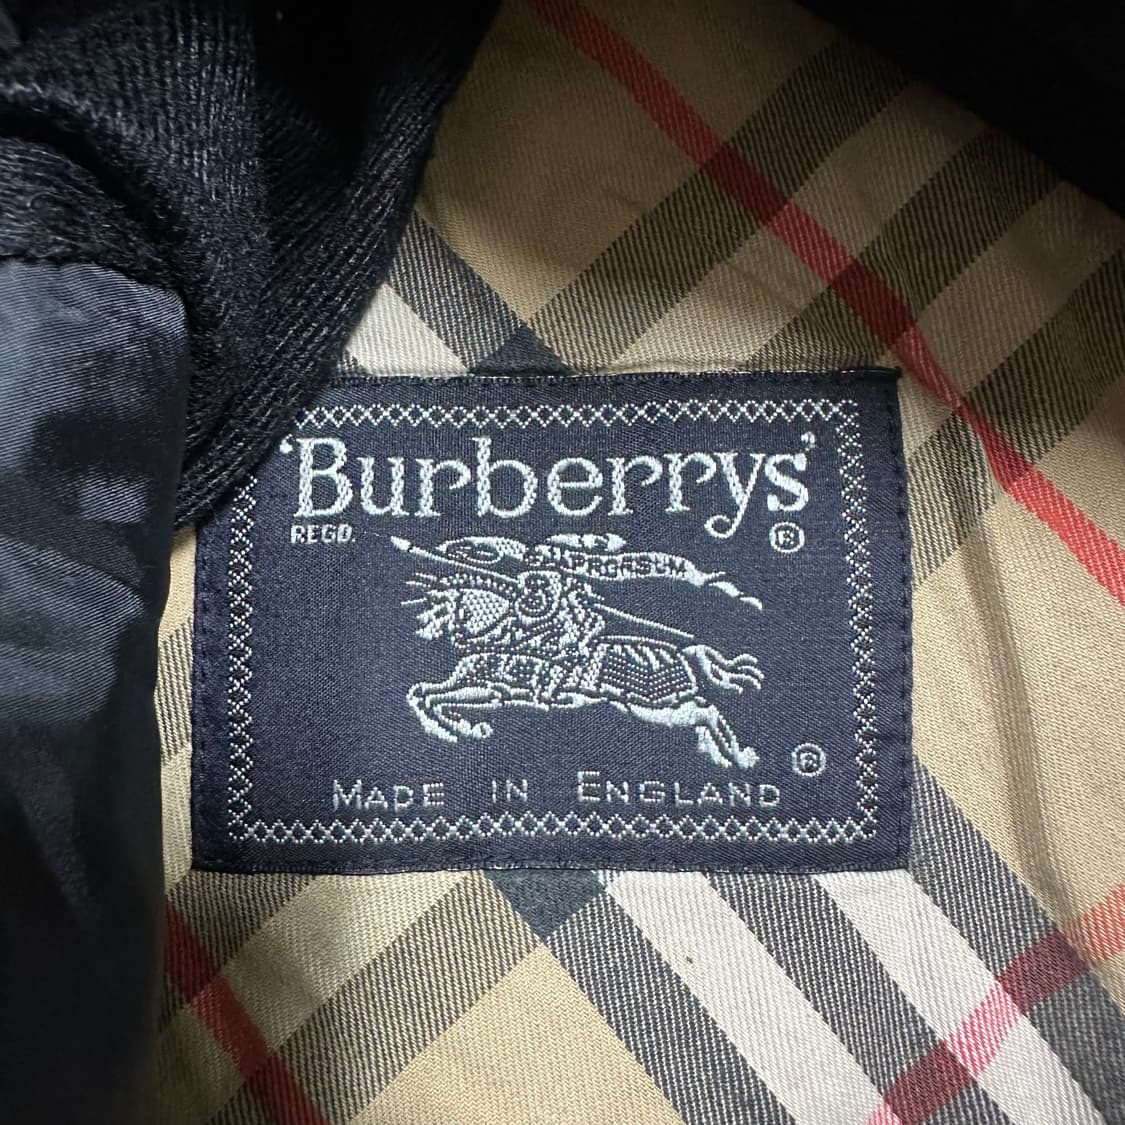 'Burberrys'
REGD. ®
PRORSUM
®
MADE IN ENGLAND